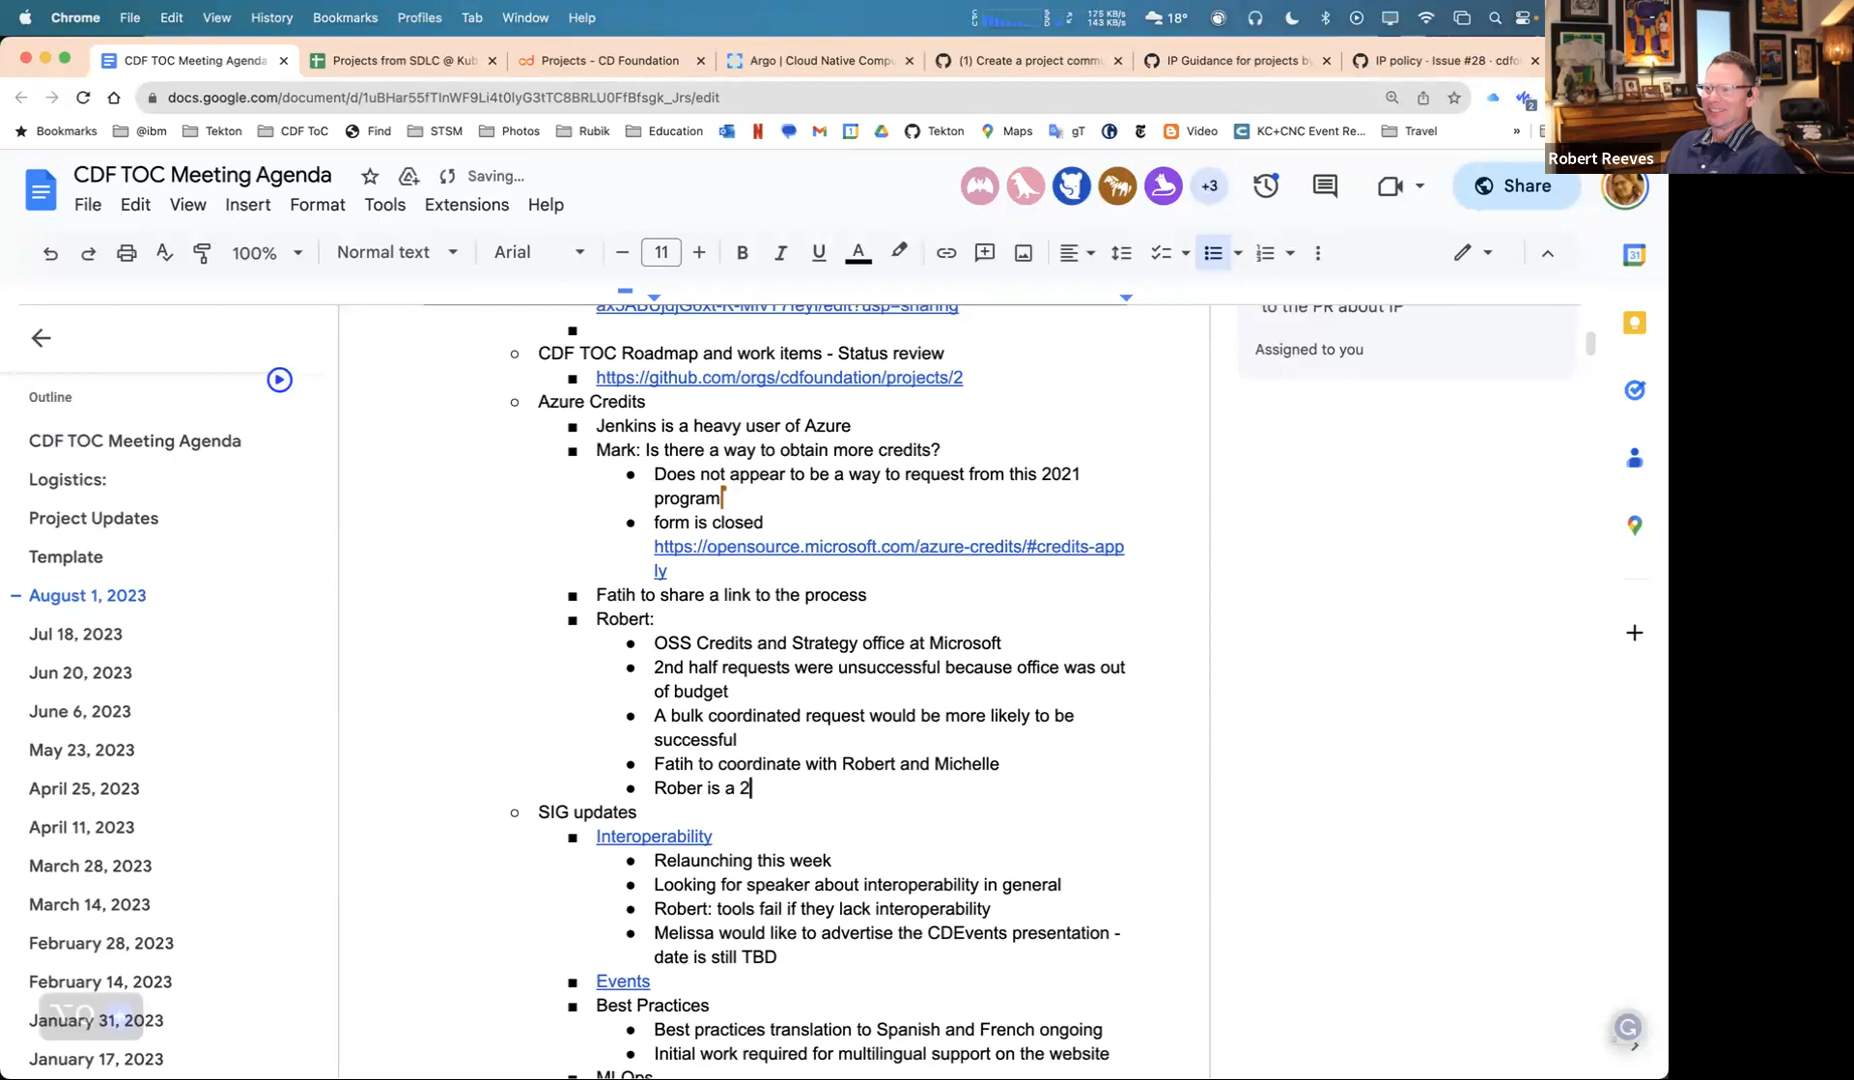 Chrome File Edit View History Bookmarks Profiles Tab Window Help
175 KB/s
143 KB/s
18°
CDF TOC Meeting Agenda
Projects from SDLC @ Kub
Projects - CD Foundation
Argo | Cloud Native Compu
(1) Create a project commu
IP Guidance for projects by
IP policy · Issue #28 · cdfo
docs.google.com/document/d/1uBHar55fTlnWF9Li4t0lyG3tTC8BRLU0FfBfsgk_Jrs/edit
2
Bookmarks @ibm Tekton CDF ToC Find STSM Photos Rubik Education Tekton Maps gT Video KC+CNC Event Re... » Travel
Robert Reeves
CDF TOC Meeting Agenda
Saving...
+3
Share
File Edit View Insert Format Tools Extensions Help
100% Normal text Arial 11 B I U A
31
Outline
CDF TOC Meeting Agenda
Logistics:
Project Updates
Template
August 1, 2023
Jul 18, 2023
Jun 20, 2023
June 6, 2023
May 23, 2023
April 25, 2023
April 11, 2023
March 28, 2023
March 14, 2023
February 28, 2023
February 14, 2023
January 31, 2023
January 17, 2023
CDF TOC Roadmap and work items - Status review
https://github.com/orgs/cdfoundation/projects/2
Azure Credits
Jenkins is a heavy user of Azure
Mark: Is there a way to obtain more credits?
Does not appear to be a way to request from this 2021
program
form is closed
https://opensource.microsoft.com/azure-credits/#credits-app
ly
Fatih to share a link to the process
Robert:
OSS Credits and Strategy office at Microsoft
2nd half requests were unsuccessful because office was out
of budget
A bulk coordinated request would be more likely to be
successful
Fatih to coordinate with Robert and Michelle
Rober is a 2
SIG updates
Interoperability
Relaunching this week
Looking for speaker about interoperability in general
Robert: tools fail if they lack interoperability
Melissa would like to advertise the CDEvents presentation -
date is still TBD
Events
Best Practices
Best practices translation to Spanish and French ongoing
Initial work required for multilingual support on the website
MLOps
to the PR about IP
Assigned to you